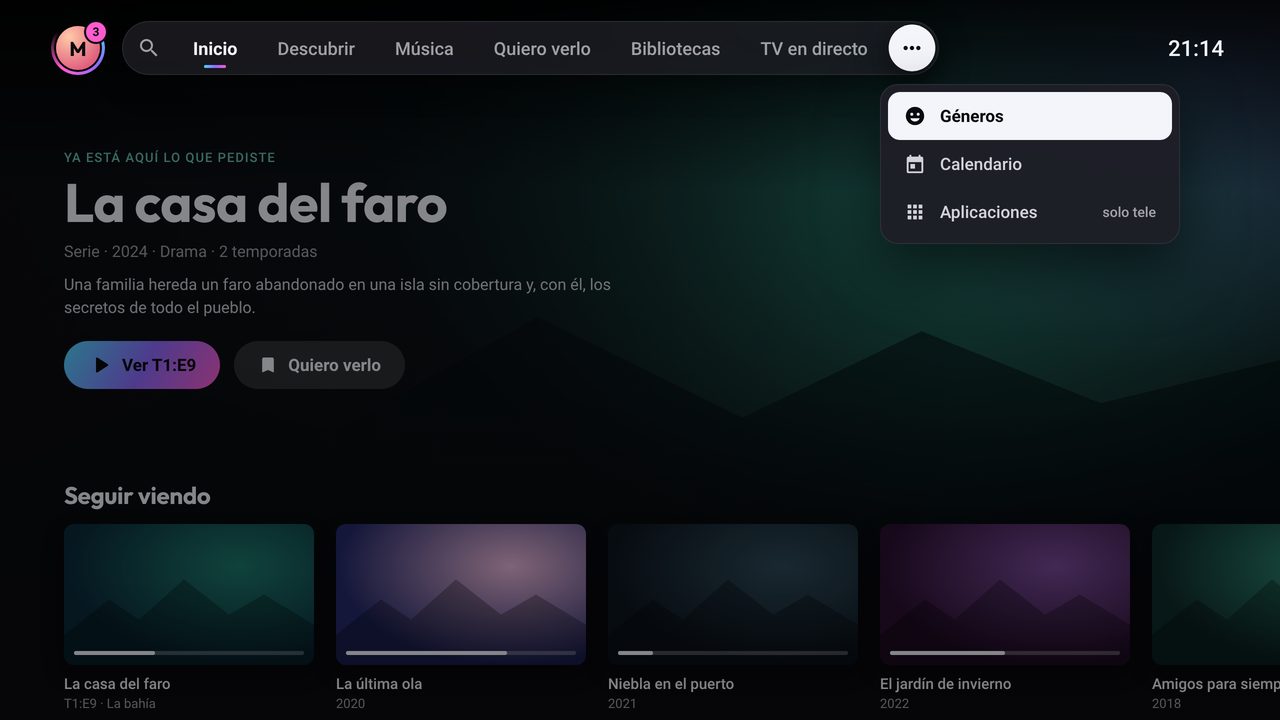 M
3
Inicio
Descubrir
Música
Quiero verlo
Bibliotecas
TV en directo
21:14
Géneros
Calendario
Aplicaciones
solo tele
YA ESTÁ AQUÍ LO QUE PEDISTE
La casa del faro
Serie · 2024 · Drama · 2 temporadas
Una familia hereda un faro abandonado en una isla sin cobertura y, con él, los
secretos de todo el pueblo.
Ver T1:E9
Quiero verlo
Seguir viendo
La casa del faro
T1:E9 · La bahía
La última ola
2020
Niebla en el puerto
2021
El jardín de invierno
2022
Amigos para siemp
2018